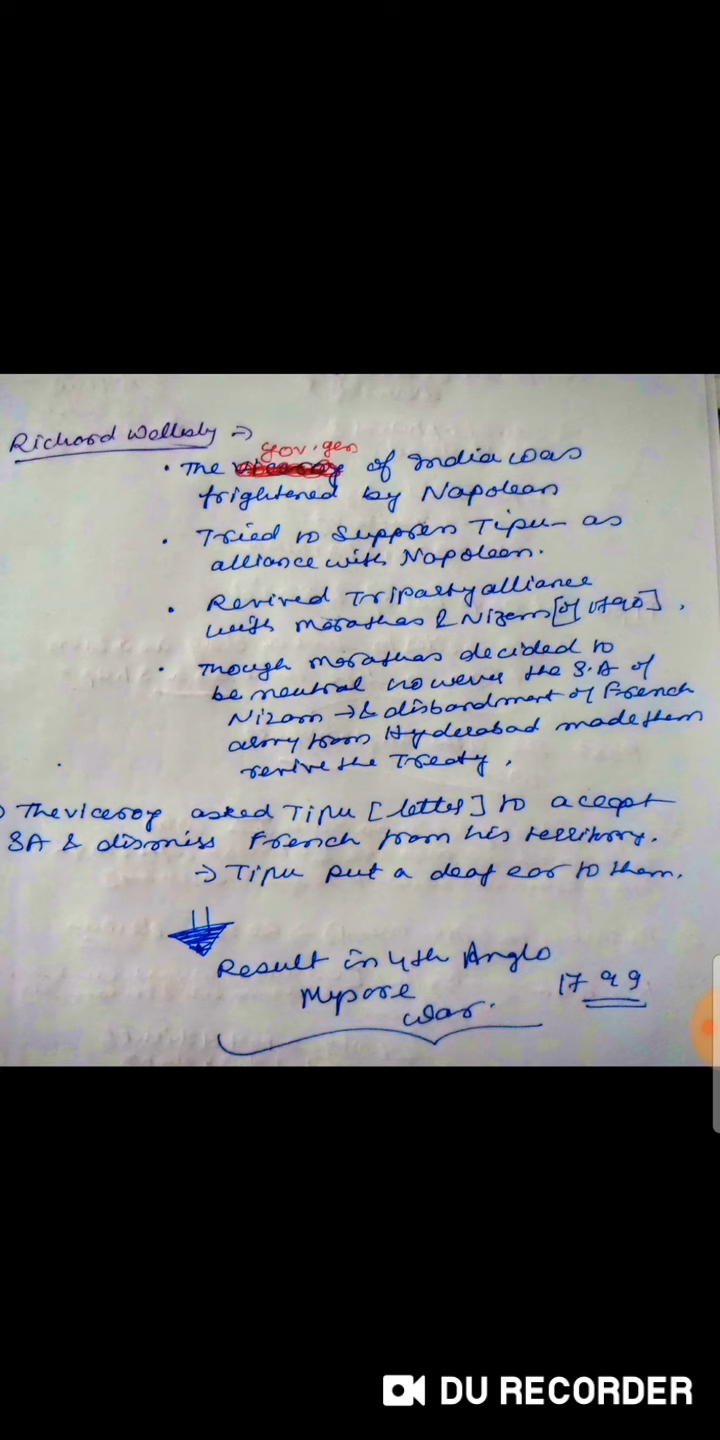 Richard Wellesly →
gov. gen
• The viceroy of India was
frightened by Napolean
• Tried to suppress Tipu as
alliance with Napoleon.
• Revived Triparty alliance
with Marathas & Nizam [of 1790].
• Though marathas decided to
be neutral however the S.A of
Nizam → & disbandment of French
army from Hyderabad made them
revive the Treaty.
The viceroy asked Tipu [letter] to accept
SA & dismiss French from his territory.
→ Tipu put a deaf ear to them.
Result in 4th Anglo
Mysore 1799
war.
DU RECORDER